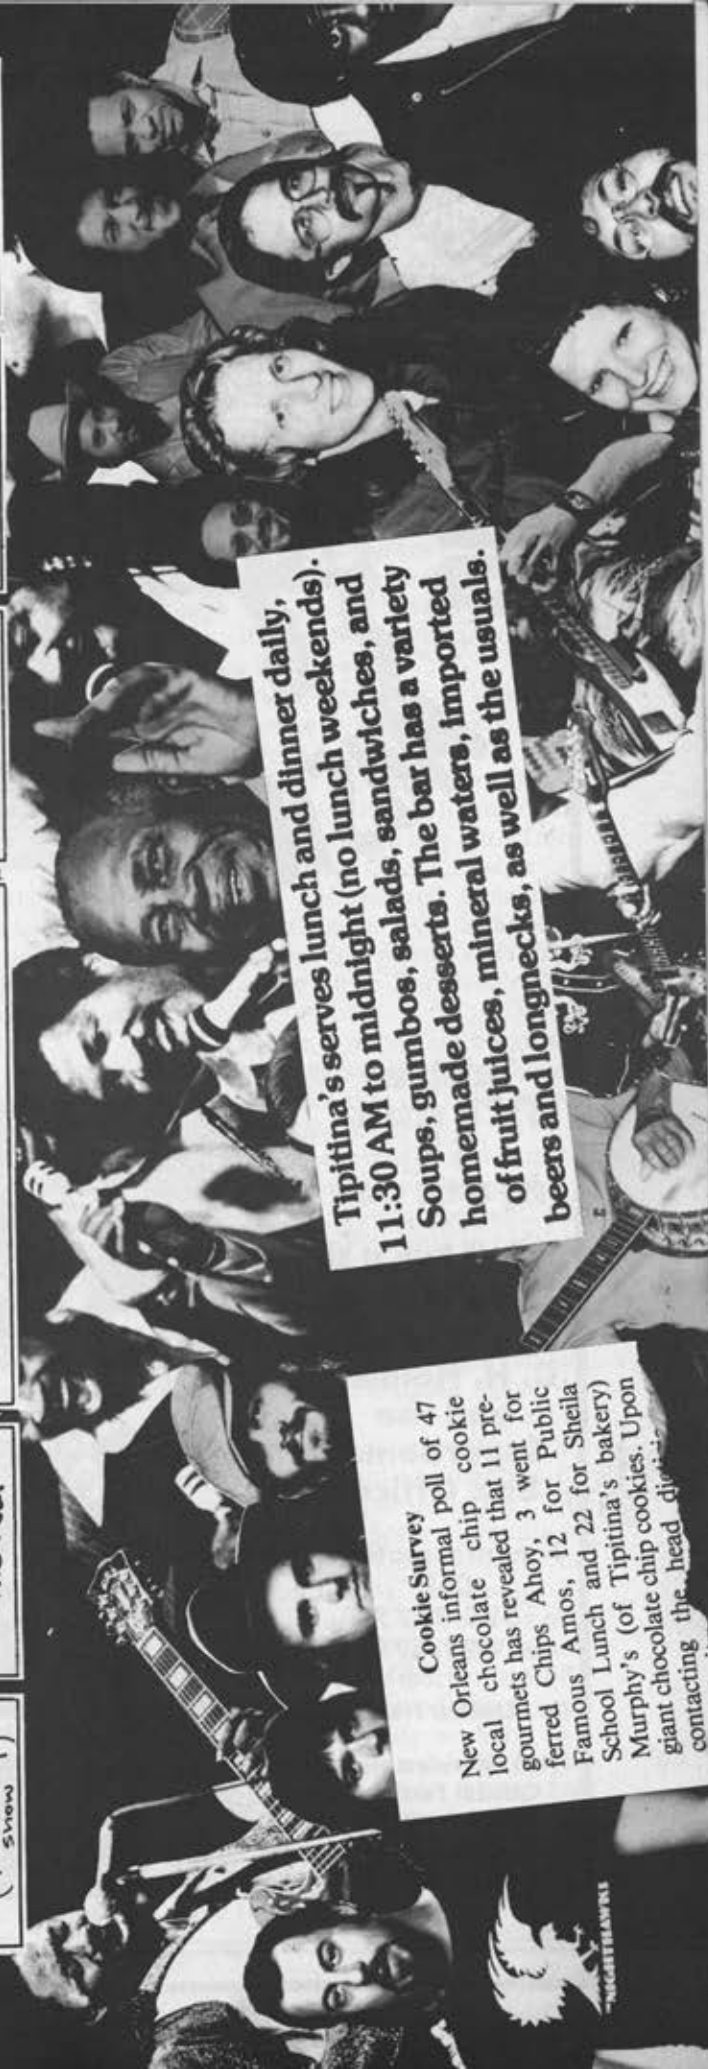 Tipitina's serves lunch and dinner daily,
11:30 AM to midnight (no lunch weekends).
Soups, gumbos, salads, sandwiches, and
homemade desserts. The bar has a variety
of fruit juices, mineral waters, imported
beers and longnecks, as well as the usuals.
Cookie Survey
New Orleans informal poll of 47
local chocolate chip cookie
gourmets has revealed that 11 pre-
ferred Chips Ahoy, 3 went for
Famous Amos, 12 for Public
School Lunch and 22 for Sheila
Murphy's (of Tipitina's bakery)
giant chocolate chip cookies. Upon
contacting the head
NIGHTHAWKS
show